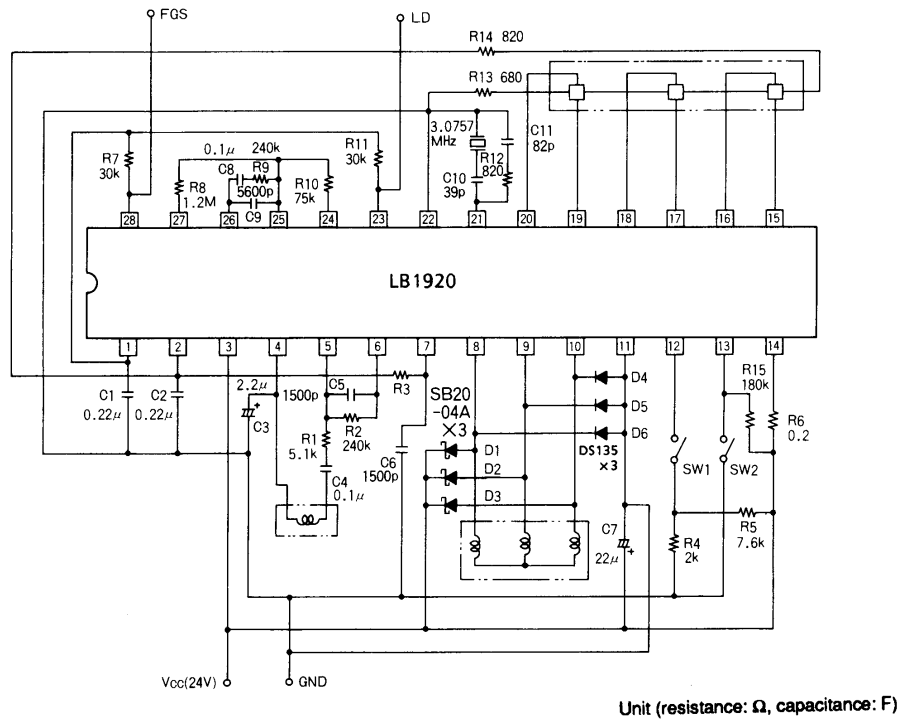 FGS
LD
R14 820
R13 680
3.0757
MHz
C11
82p
R12
820
C10
39p
R7
30k
R8
1.2M
0.1μ 240k
C8 R9
5600p
C9
R10
75k
R11
30k
28 27 26 25 24 23 22 21 20 19 18 17 16 15
LB1920
1 2 3 4 5 6 7 8 9 10 11 12 13 14
C1
0.22μ
C2
0.22μ
2.2μ
+
C3
1500p
C5
R2
240k
R1
5.1k
C4
0.1μ
R3
C6
1500p
SB20
-04A
×3
D1
D2
D3
D4
D5
D6
DS135
×3
C7
22μ
+
SW1
SW2
R15
180k
R6
0.2
R4
2k
R5
7.6k
Vcc(24V)
GND
Unit (resistance: Ω, capacitance: F)